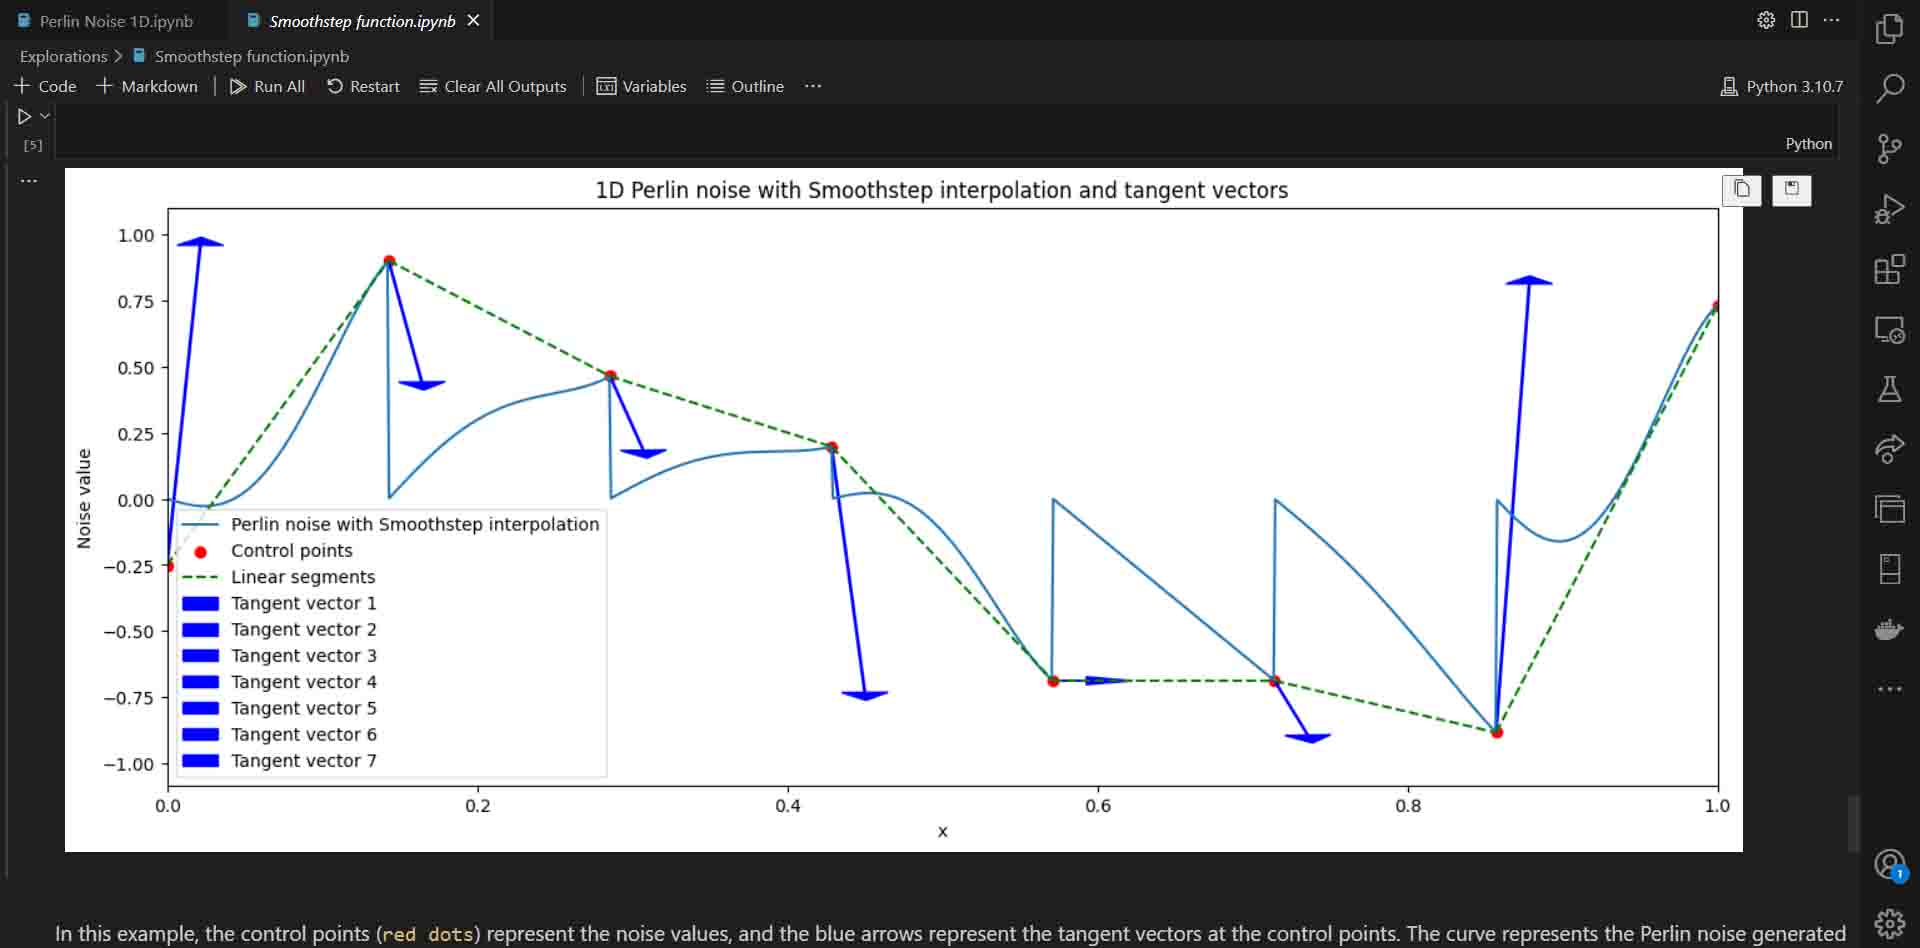 Perlin Noise 1D.ipynb
Smoothstep function.ipynb
Explorations > Smoothstep function.ipynb
+ Code + Markdown | Run All Restart Clear All Outputs | Variables Outline ... Python 3.10.7
[5]
Python
...
1D Perlin noise with Smoothstep interpolation and tangent vectors
1.00
0.75
0.50
0.25
0.00
−0.25
−0.50
−0.75
−1.00
Noise value
Perlin noise with Smoothstep interpolation
Control points
Linear segments
Tangent vector 1
Tangent vector 2
Tangent vector 3
Tangent vector 4
Tangent vector 5
Tangent vector 6
Tangent vector 7
0.0 0.2 0.4 0.6 0.8 1.0
x
1
In this example, the control points (red dots) represent the noise values, and the blue arrows represent the tangent vectors at the control points. The curve represents the Perlin noise generated